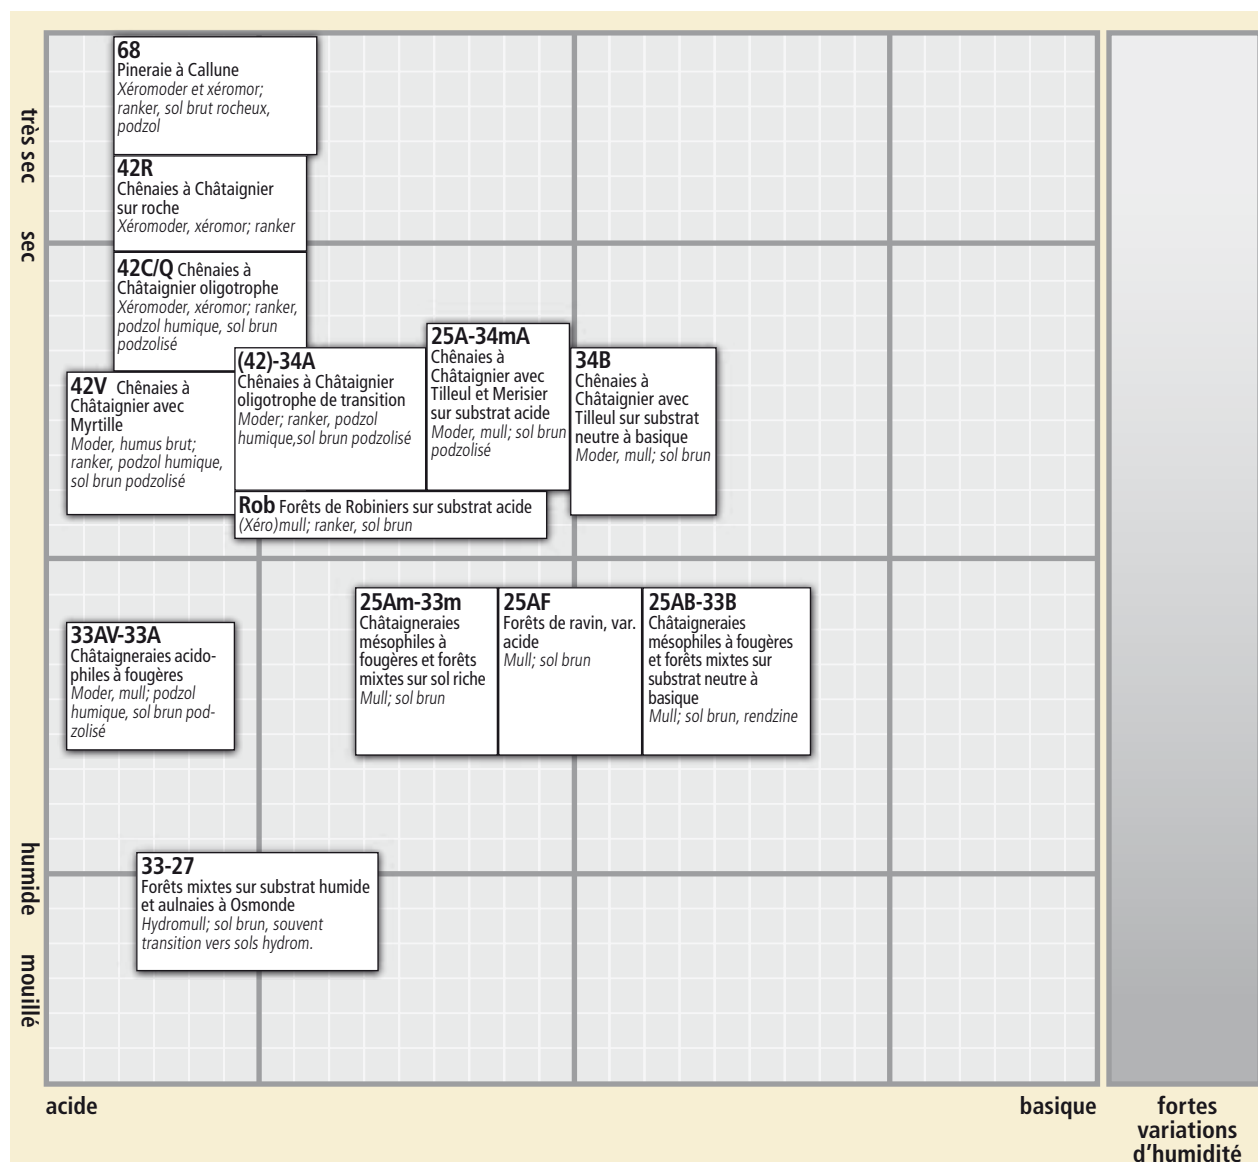 68
Pineraie à Callune
Xéromoder et xéromor;
ranker, sol brut rocheux,
podzol
42R
Chênaies à Châtaignier
sur roche
Xéromoder, xéromor; ranker
42C/Q Chênaies à
Châtaignier oligotrophe
Xéromoder, xéromor; ranker,
podzol humique, sol brun
podzolisé
42V Chênaies à
Châtaignier avec
Myrtille
Moder, humus brut;
ranker, podzol humique,
sol brun podzolisé
(42)-34A
Chênaies à Châtaignier
oligotrophe de transition
Moder; ranker, podzol
humique,sol brun podzolisé
25A-34mA
Chênaies à
Châtaignier avec
Tilleul et Merisier
sur substrat acide
Moder, mull; sol brun
podzolisé
34B
Chênaies à
Châtaignier avec
Tilleul sur substrat
neutre à basique
Moder, mull; sol brun
Rob Forêts de Robiniers sur substrat acide
(Xéro)mull; ranker, sol brun
33AV-33A
Châtaigneraies acido-
philes à fougères
Moder, mull; podzol
humique, sol brun pod-
zolisé
25Am-33m
Châtaigneraies
mésophiles à
fougères et forêts
mixtes sur sol riche
Mull; sol brun
25AF
Forêts de ravin, var.
acide
Mull; sol brun
25AB-33B
Châtaigneraies
mésophiles à fougères
et forêts mixtes sur
substrat neutre à
basique
Mull; sol brun, rendzine
33-27
Forêts mixtes sur substrat humide
et aulnaies à Osmonde
Hydromull; sol brun, souvent
transition vers sols hydrom.
très sec
sec
humide
mouillé
acide
basique
fortes
variations
d'humidité